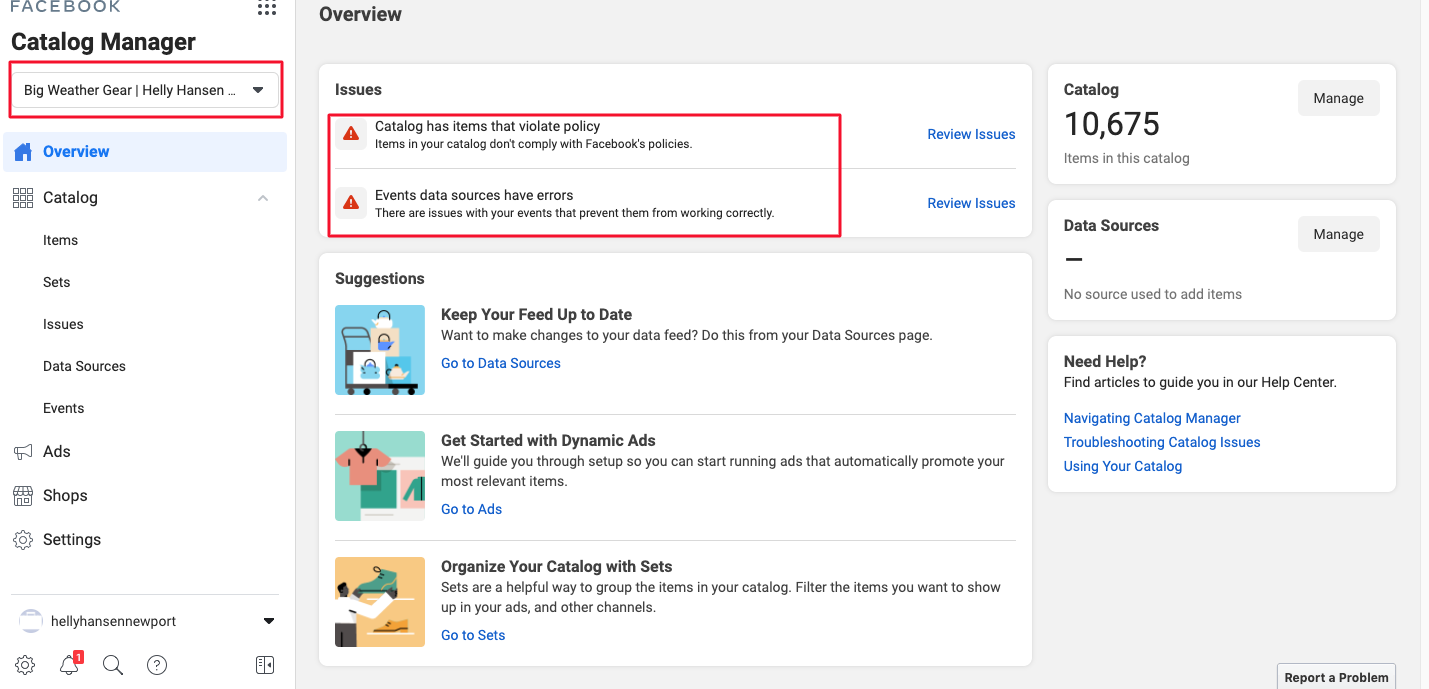 FACEBOOK
Catalog Manager
Big Weather Gear | Helly Hansen ...
Overview
Catalog
Items
Sets
Issues
Data Sources
Events
Ads
Shops
Settings
hellyhansennewport
1
Overview
Issues
Catalog has items that violate policy
Items in your catalog don't comply with Facebook's policies.
Review Issues
Events data sources have errors
There are issues with your events that prevent them from working correctly.
Review Issues
Suggestions
Keep Your Feed Up to Date
Want to make changes to your data feed? Do this from your Data Sources page.
Go to Data Sources
Get Started with Dynamic Ads
We'll guide you through setup so you can start running ads that automatically promote your
most relevant items.
Go to Ads
Organize Your Catalog with Sets
Sets are a helpful way to group the items in your catalog. Filter the items you want to show
up in your ads, and other channels.
Go to Sets
Catalog
Manage
10,675
Items in this catalog
Data Sources
Manage
—
No source used to add items
Need Help?
Find articles to guide you in our Help Center.
Navigating Catalog Manager
Troubleshooting Catalog Issues
Using Your Catalog
Report a Problem